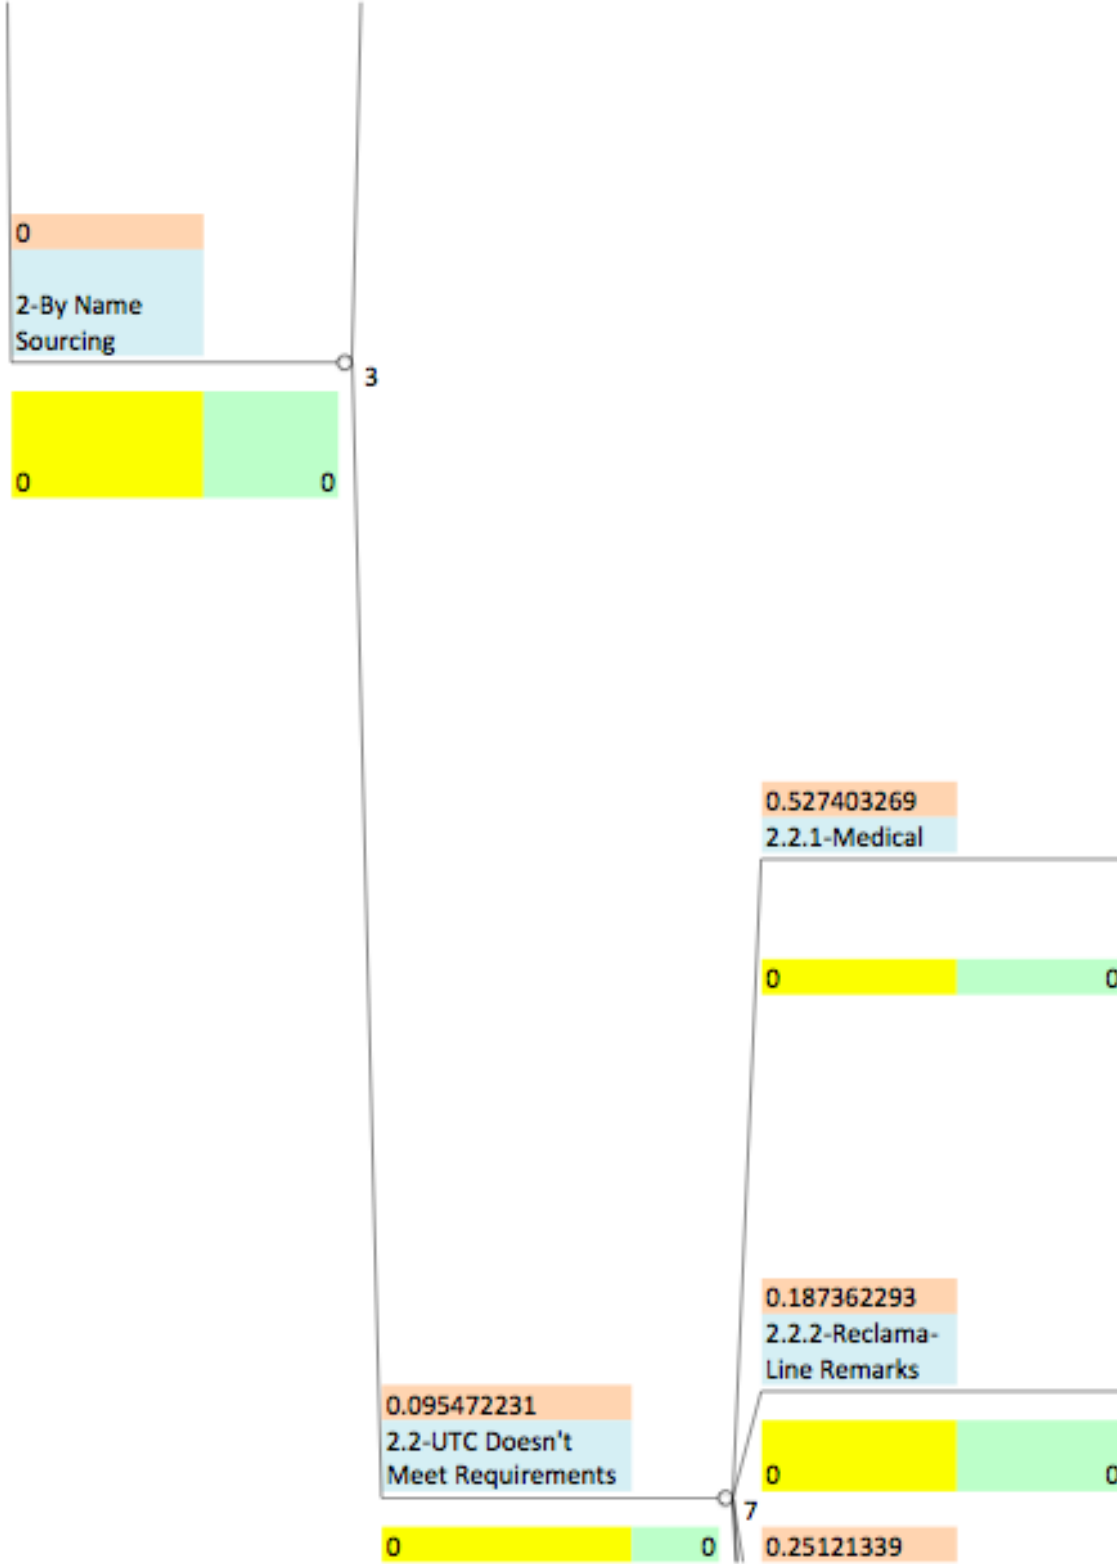 0
2-By Name
Sourcing
3
0 0
0.527403269
2.2.1-Medical
0 0
0.187362293
2.2.2-Reclama-
Line Remarks
0 0
0.095472231
2.2-UTC Doesn't
Meet Requirements
7
0 0
0.25121339